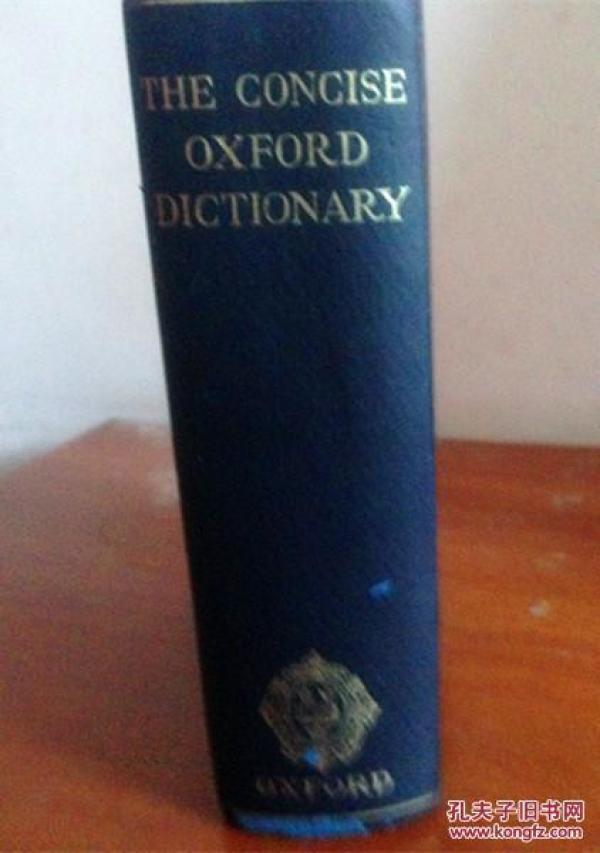 THE CONCISE
OXFORD
DICTIONARY
OXFORD
孔夫子旧书网
www.kongfz.com